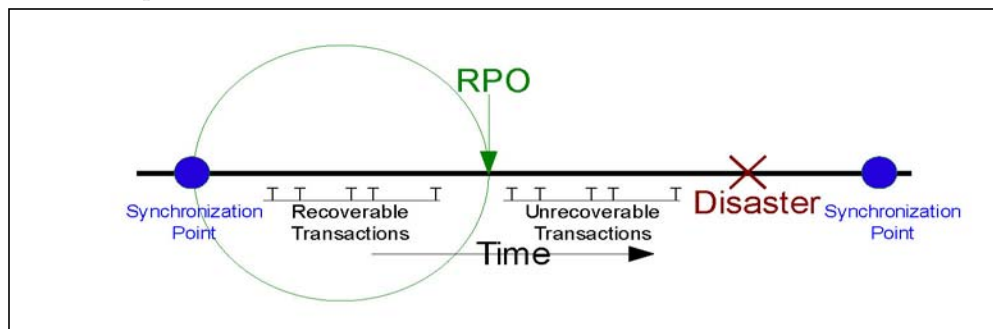 RPO
T T T T T
T T T T T
Synchronization
Point
Recoverable
Transactions
Unrecoverable
Transactions
Disaster
Synchronization
Point
Time